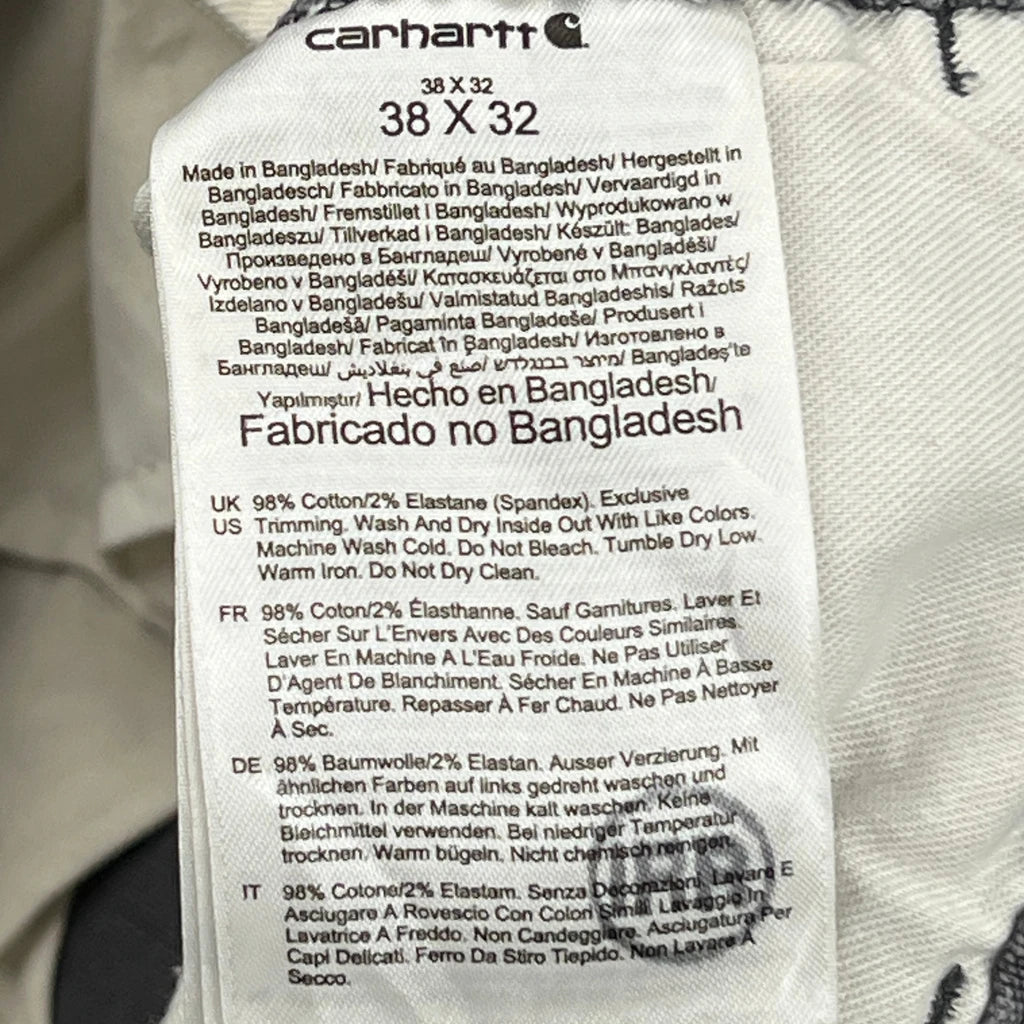 carhartt
38 X 32
38 X 32
Made in Bangladesh/ Fabriqué au Bangladesh/ Hergestellt in
Bangladesch/ Fabbricato in Bangladesh/ Vervaardigd in
Bangladesh/ Fremstillet i Bangladesh/ Wyprodukowano w
Bangladeszu/ Tillverkad i Bangladesh/ Készült: Banglades/
Произведено в Бангладеш/ Vyrobené v Bangladéši/
Vyrobeno v Bangladéši/ Κατασκευάζεται στο Μπανγκλαντές/
Izdelano v Bangladešu/ Valmistatud Bangladeshis/ Ražots
Bangladešā/ Pagaminta Bangladeše/ Produsert i
Bangladesh/ Fabricat în Bangladesh/ Изготовлено в
Бангладеш/ صنع في بنغلاديش/ מיוצר בבנגלדש/ Bangladeş'te
Yapılmıştır/ Hecho en Bangladesh/
Fabricado no Bangladesh
UK 98% Cotton/2% Elastane (Spandex). Exclusive
US Trimming. Wash And Dry Inside Out With Like Colors.
Machine Wash Cold. Do Not Bleach. Tumble Dry Low.
Warm Iron. Do Not Dry Clean.
FR 98% Coton/2% Élasthanne. Sauf Garnitures. Laver Et
Sécher Sur L'Envers Avec Des Couleurs Similaires.
Laver En Machine A L'Eau Froide. Ne Pas Utiliser
D'Agent De Blanchiment. Sécher En Machine À Basse
Température. Repasser À Fer Chaud. Ne Pas Nettoyer
À Sec.
DE 98% Baumwolle/2% Elastan. Ausser Verzierung. Mit
ähnlichen Farben auf links gedreht waschen und
trocknen. In der Maschine kalt waschen. Keine
Bleichmittel verwenden. Bei niedriger Temperatur
trocknen. Warm bügeln. Nicht chemisch reinigen.
IT 98% Cotone/2% Elastam. Senza Decorazioni. Lavare E
Asciugare A Rovescio Con Colori Simili. Lavaggio In
Lavatrice A Freddo. Non Candeggiare. Asciugatura Per
Capi Delicati. Ferro Da Stiro Tiepido. Non Lavare A
Secco.